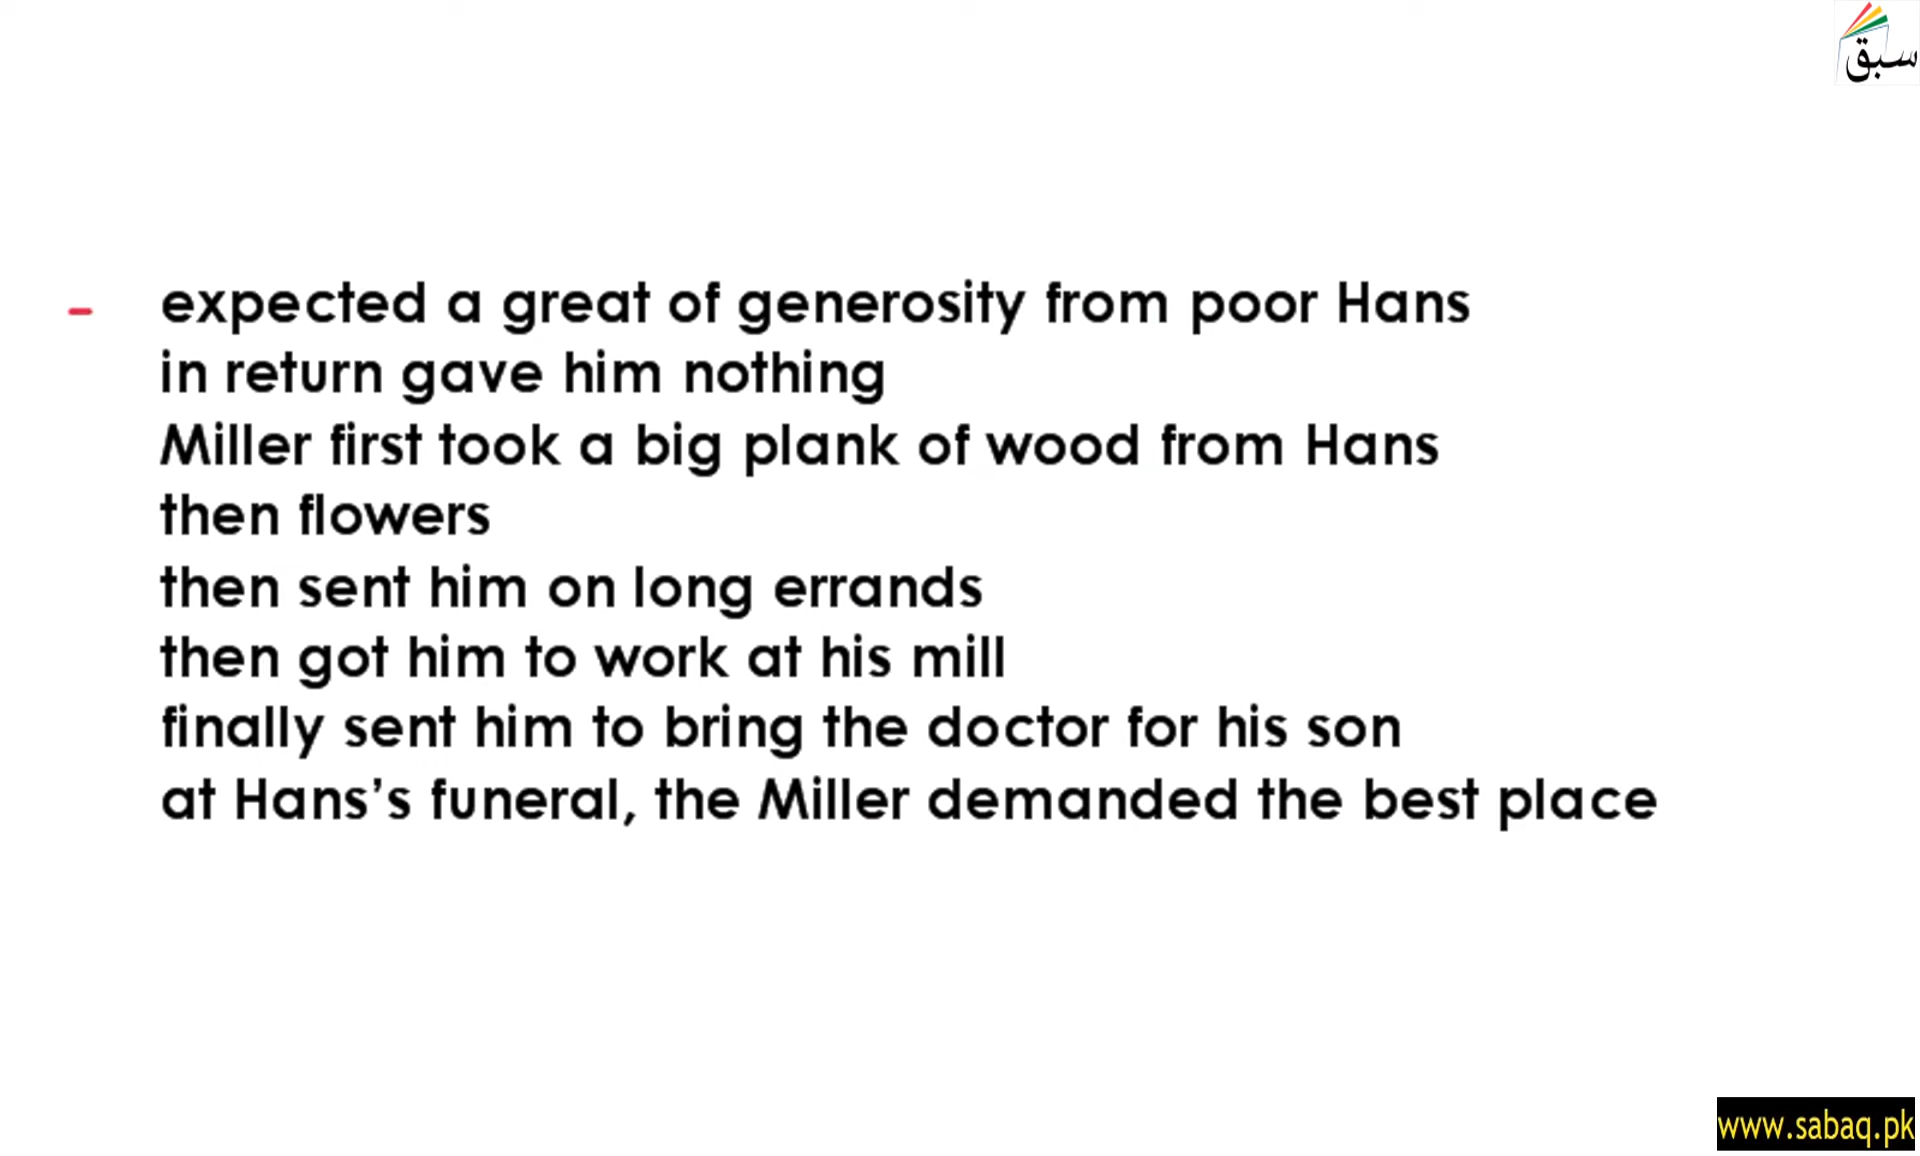 سبق
- expected a great of generosity from poor Hans
in return gave him nothing
Miller first took a big plank of wood from Hans
then flowers
then sent him on long errands
then got him to work at his mill
finally sent him to bring the doctor for his son
at Hans’s funeral, the Miller demanded the best place
www.sabaq.pk